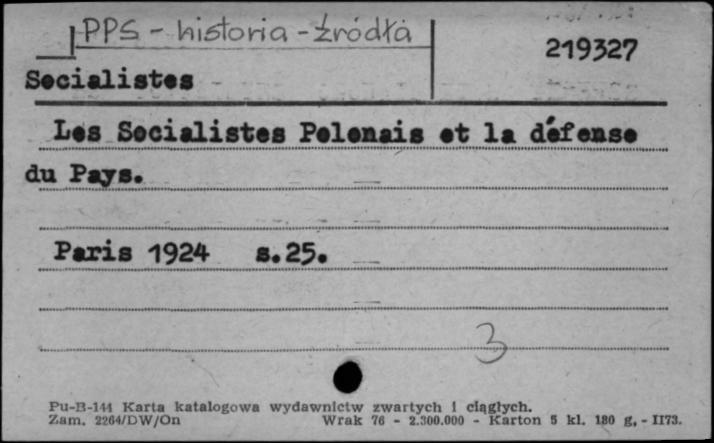 PPS - historia - źródła
219327
Socialistes
Les Socialistes Polonais et la défense
du Pays.
Paris 1924 s.25.
3
Pu-B-144 Karta katalogowa wydawnictw zwartych i ciągłych.
Zam. 2264/DW/On Wrak 76 - 2.300.000 - Karton 5 kl. 180 g, - II73.